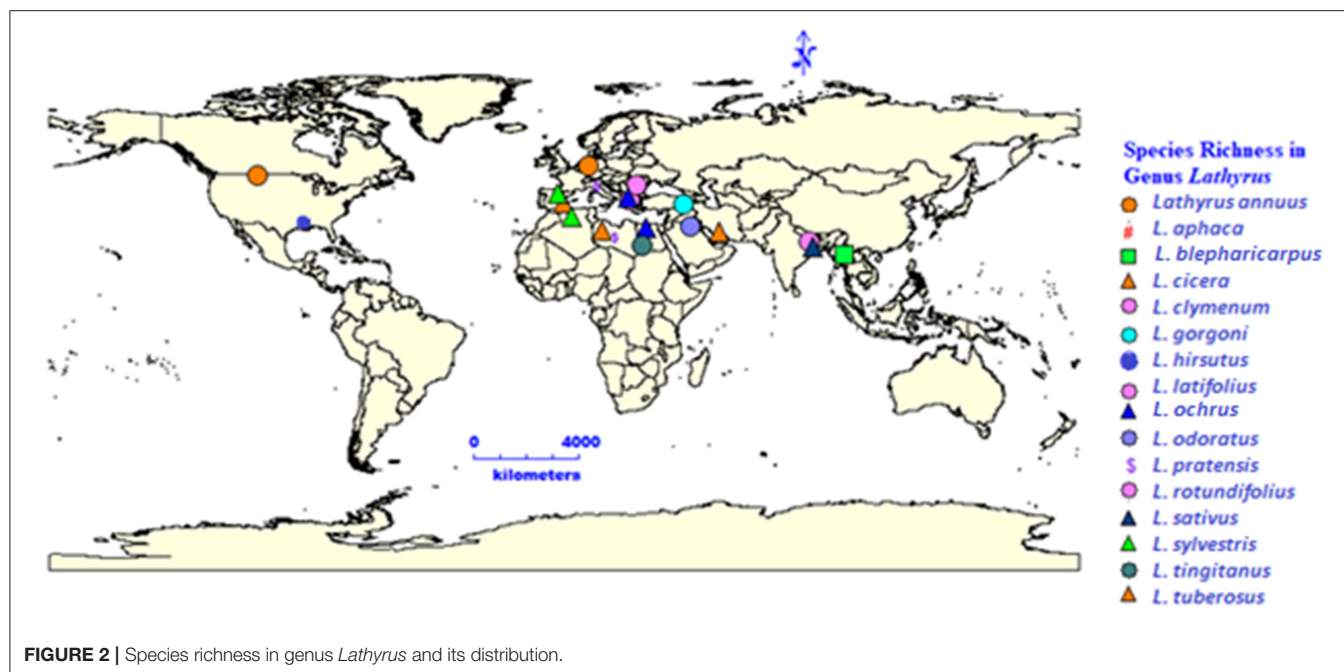 N
Species Richness in
Genus Lathyrus
Lathyrus annuus
# L. aphaca
L. blepharicarpus
L. cicera
L. clymenum
L. gorgoni
L. hirsutus
L. latifolius
L. ochrus
L. odoratus
$ L. pratensis
L. rotundifolius
L. sativus
L. sylvestris
L. tingitanus
L. tuberosus
0 4000
kilometers
FIGURE 2 | Species richness in genus Lathyrus and its distribution.